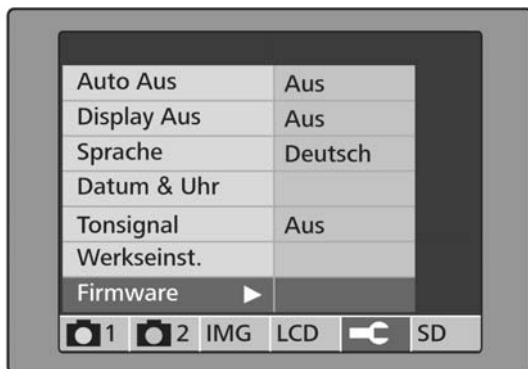 Auto Aus Aus
Display Aus Aus
Sprache Deutsch
Datum & Uhr
Tonsignal Aus
Werkseinst.
Firmware
1 2 IMG LCD SD